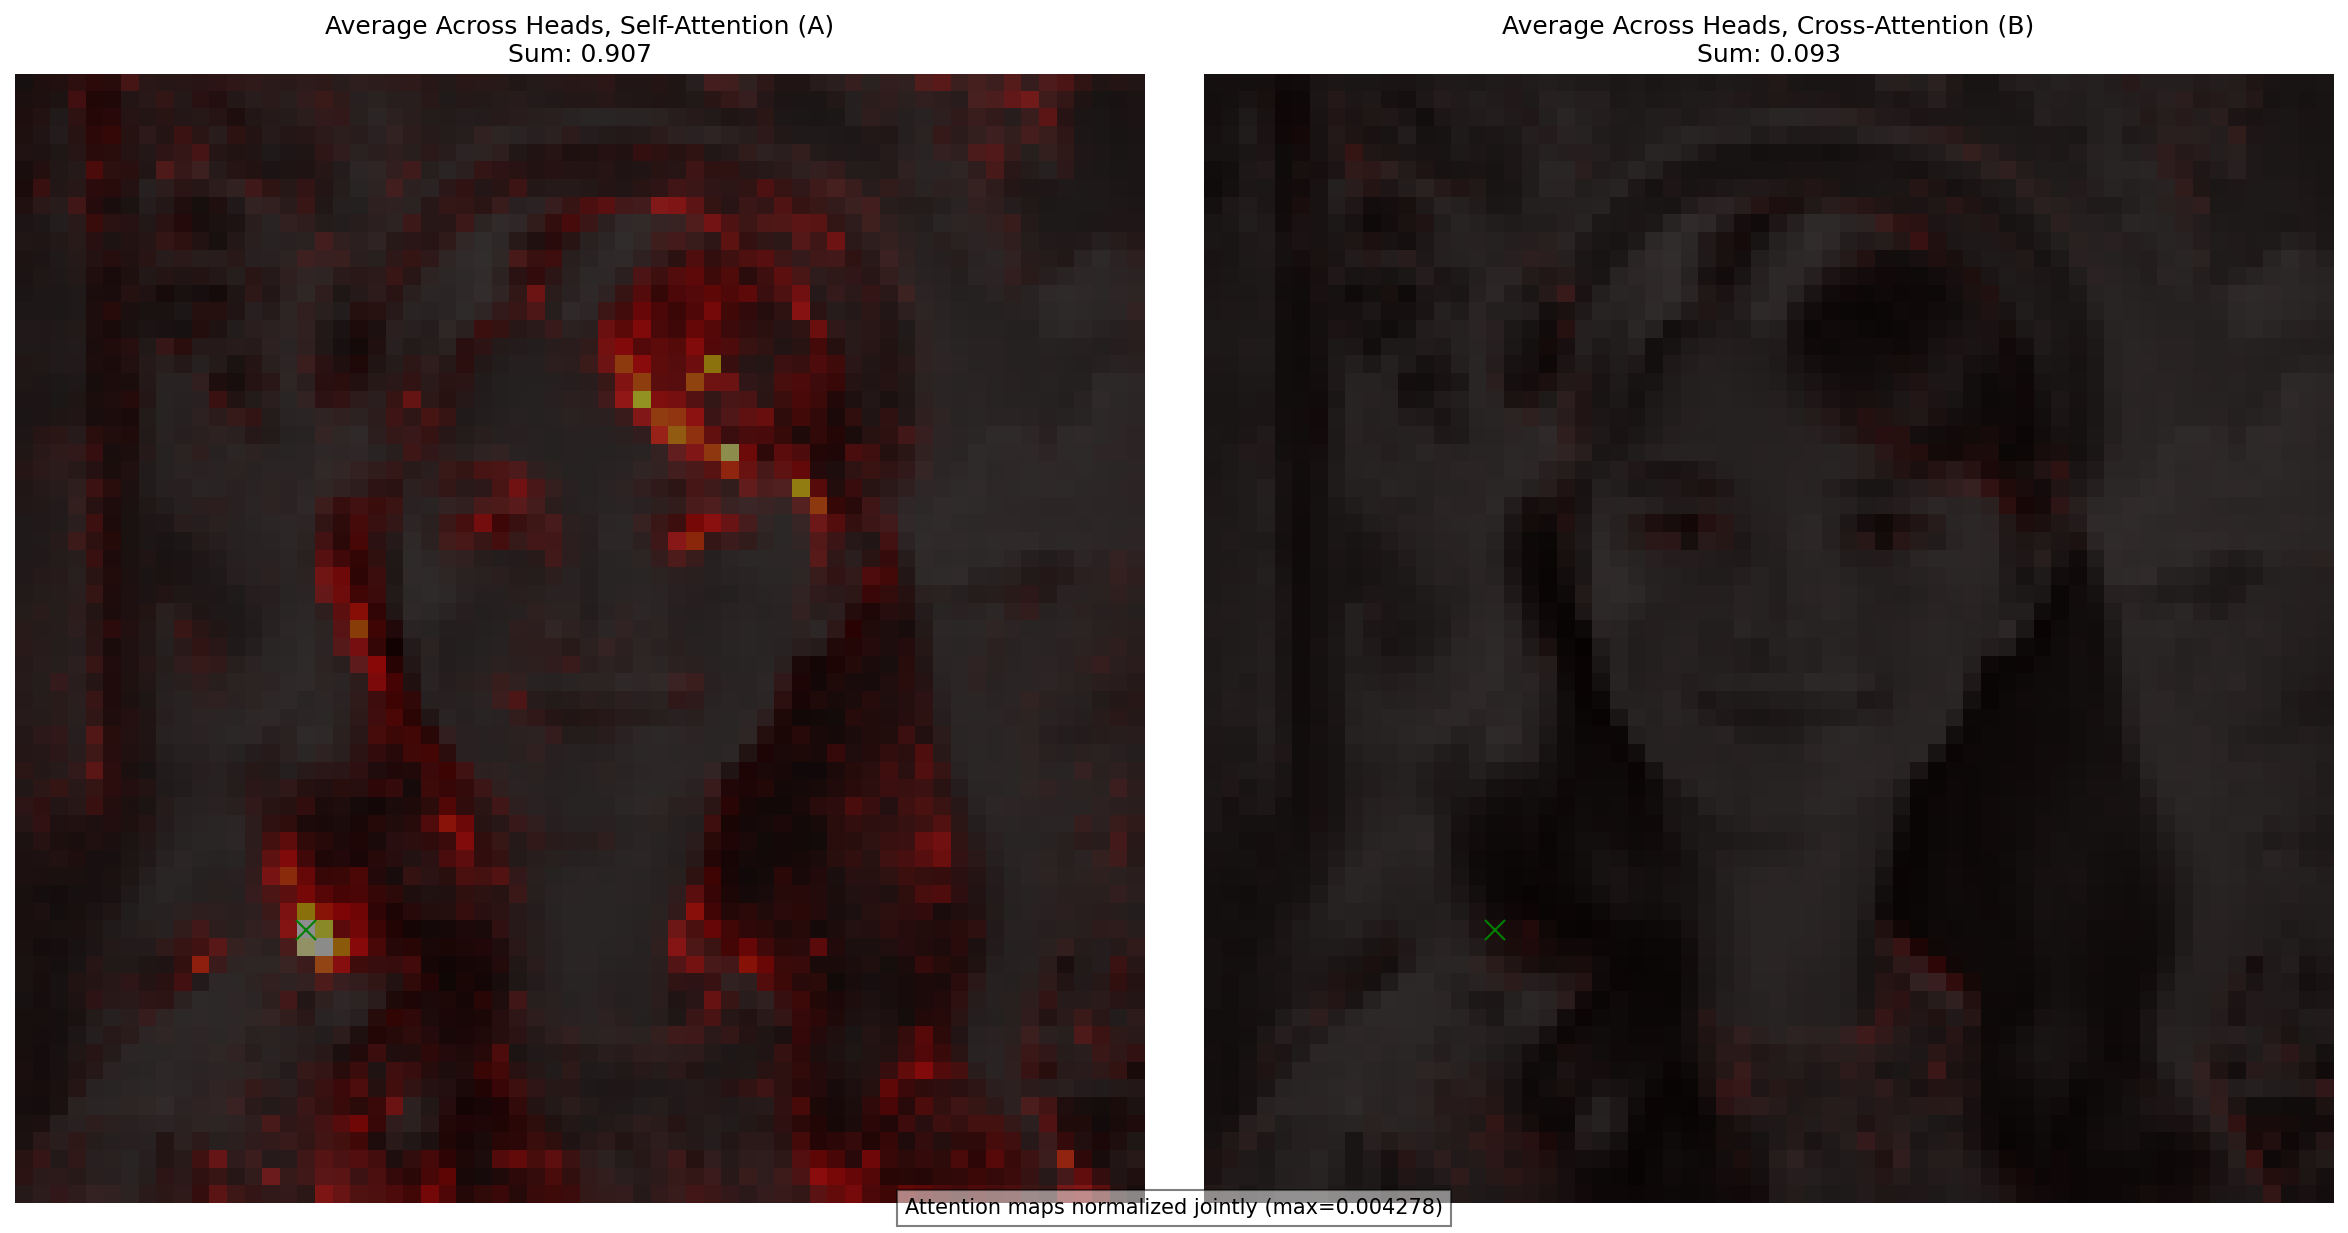 Average Across Heads, Self-Attention (A)
Sum: 0.907
Average Across Heads, Cross-Attention (B)
Sum: 0.093
Attention maps normalized jointly (max=0.004278)